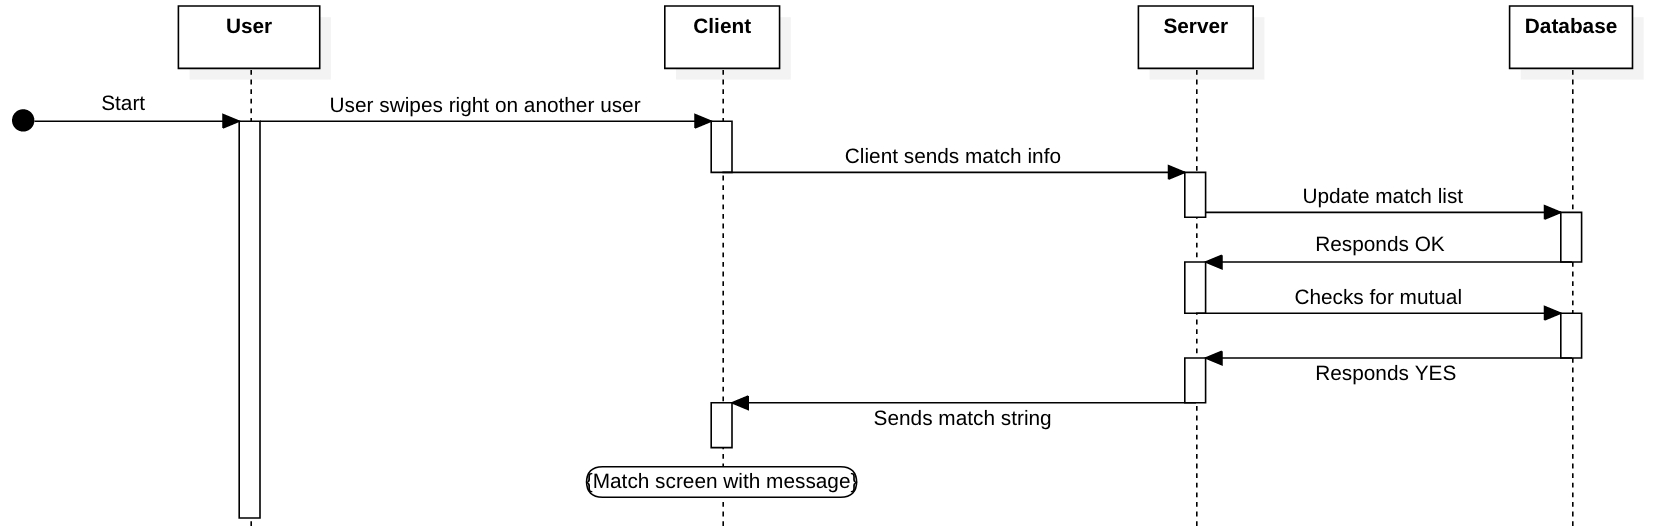 User
Client
Server
Database
Start
User swipes right on another user
Client sends match info
Update match list
Responds OK
Checks for mutual
Responds YES
Sends match string
{Match screen with message}